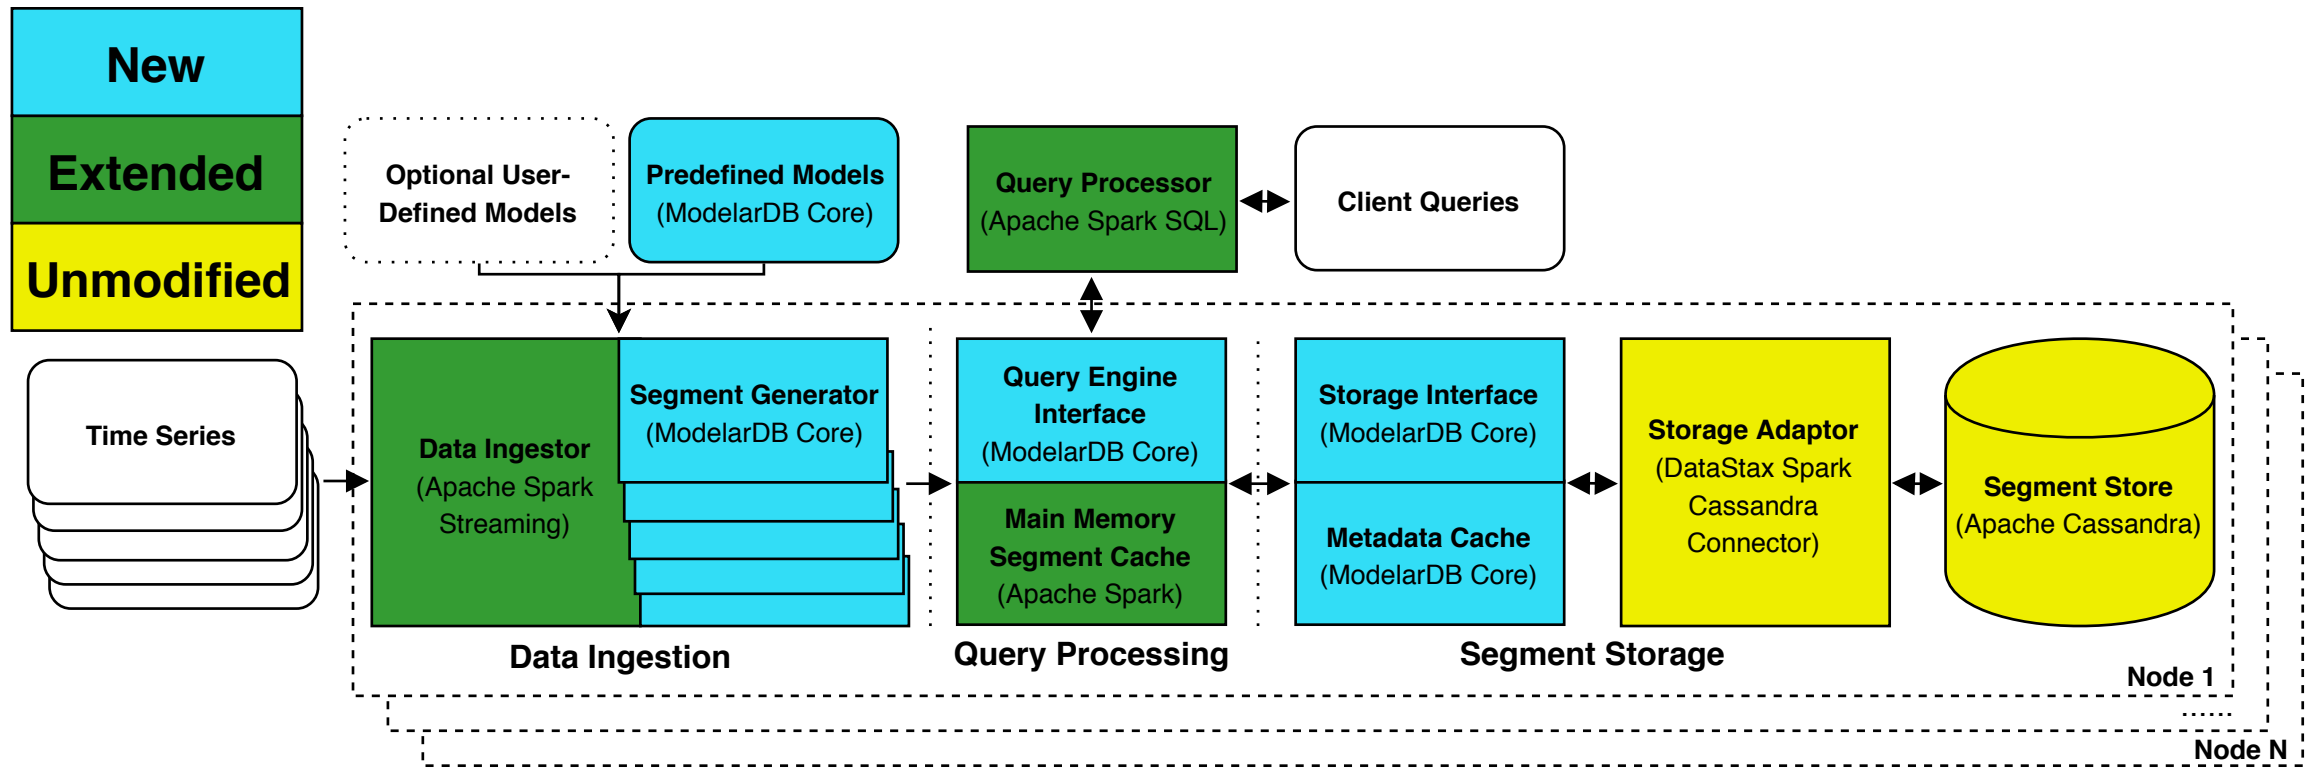 New
Extended
Unmodified
Optional User-
Defined Models
Predefined Models
(ModelarDB Core)
Query Processor
(Apache Spark SQL)
Client Queries
Time Series
Data Ingestor
(Apache Spark
Streaming)
Segment Generator
(ModelarDB Core)
Query Engine
Interface
(ModelarDB Core)
Main Memory
Segment Cache
(Apache Spark)
Storage Interface
(ModelarDB Core)
Metadata Cache
(ModelarDB Core)
Storage Adaptor
(DataStax Spark
Cassandra
Connector)
Segment Store
(Apache Cassandra)
Data Ingestion
Query Processing
Segment Storage
Node 1
......
Node N